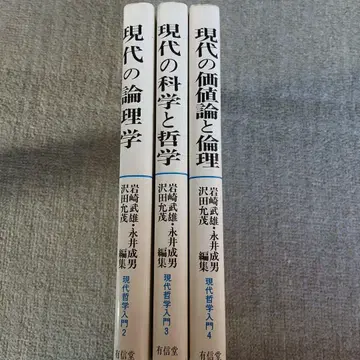 現代の論理学
岩崎武雄・永井成男
沢田允茂
編集
現代哲学入門2
有信堂
現代の科学と哲学
岩崎武雄・永井成男
沢田允茂
編集
現代哲学入門3
有信堂
現代の価値論と倫理
岩崎武雄・永井成男
沢田允茂
編集
現代哲学入門4
有信堂